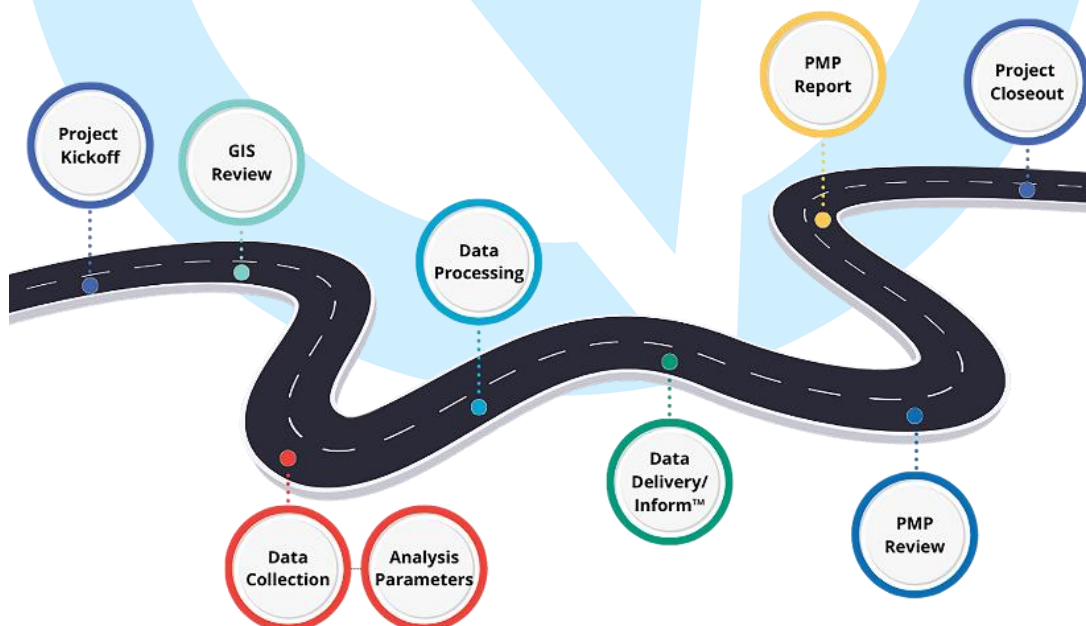 Project
Kickoff
GIS
Review
Data
Collection
Analysis
Parameters
Data
Processing
Data
Delivery/
Inform™
PMP
Review
PMP
Report
Project
Closeout